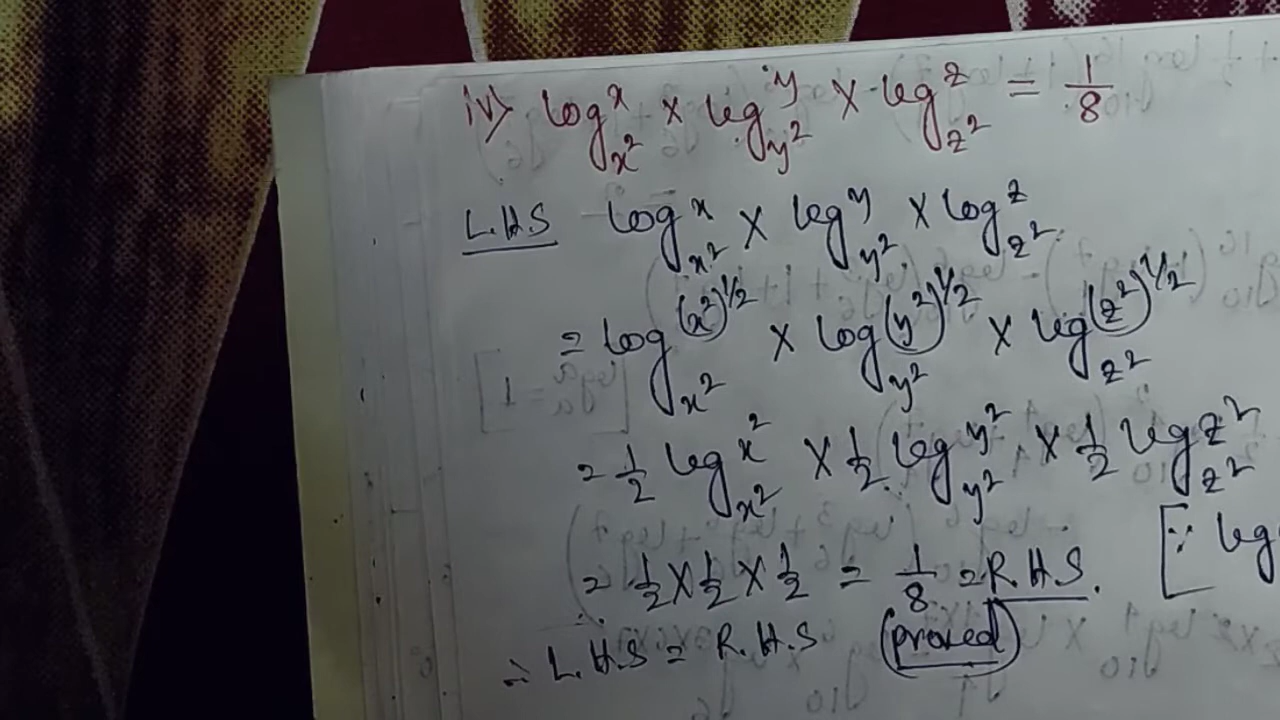 iv) log_{x²}^{x} × log_{y²}^{y} × log_{z²}^{z} = 1/8
L.H.S log_{x²}^{x} × log_{y²}^{y} × log_{z²}^{z}
= log_{x²}^{(x²)^{1/2}} × log_{y²}^{(y²)^{1/2}} × log_{z²}^{(z²)^{1/2}}
= 1/2 log_{x²}^{x²} × 1/2 log_{y²}^{y²} × 1/2 log_{z²}^{z²}
= 1/2 × 1/2 × 1/2 = 1/8 = R.H.S. [∵ log
∴ L.H.S = R.H.S (proved)